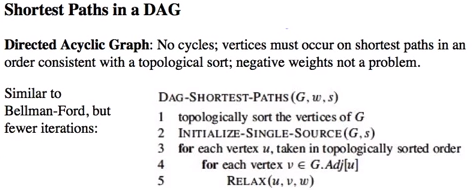 Shortest Paths in a DAG
Directed Acyclic Graph: No cycles; vertices must occur on shortest paths in an
order consistent with a topological sort; negative weights not a problem.
Similar to
Bellman-Ford, but
fewer iterations:
DAG-SHORTEST-PATHS(G, w, s)
1 topologically sort the vertices of G
2 INITIALIZE-SINGLE-SOURCE(G, s)
3 for each vertex u, taken in topologically sorted order
4 for each vertex v ∈ G.Adj[u]
5 RELAX(u, v, w)